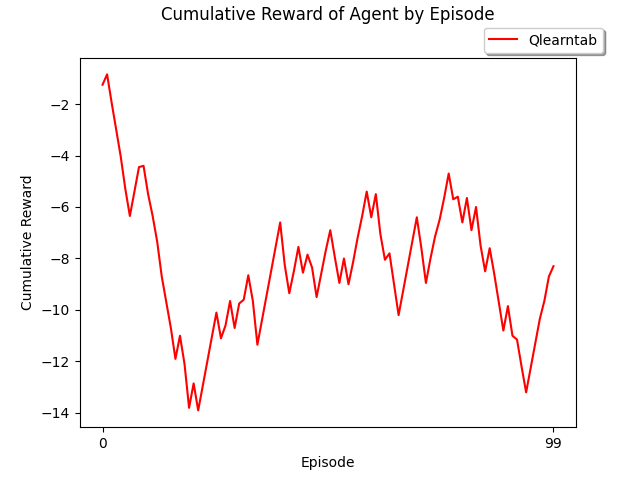 Cumulative Reward of Agent by Episode
Qlearntab
−2
−4
−6
−8
−10
−12
−14
Cumulative Reward
0
99
Episode